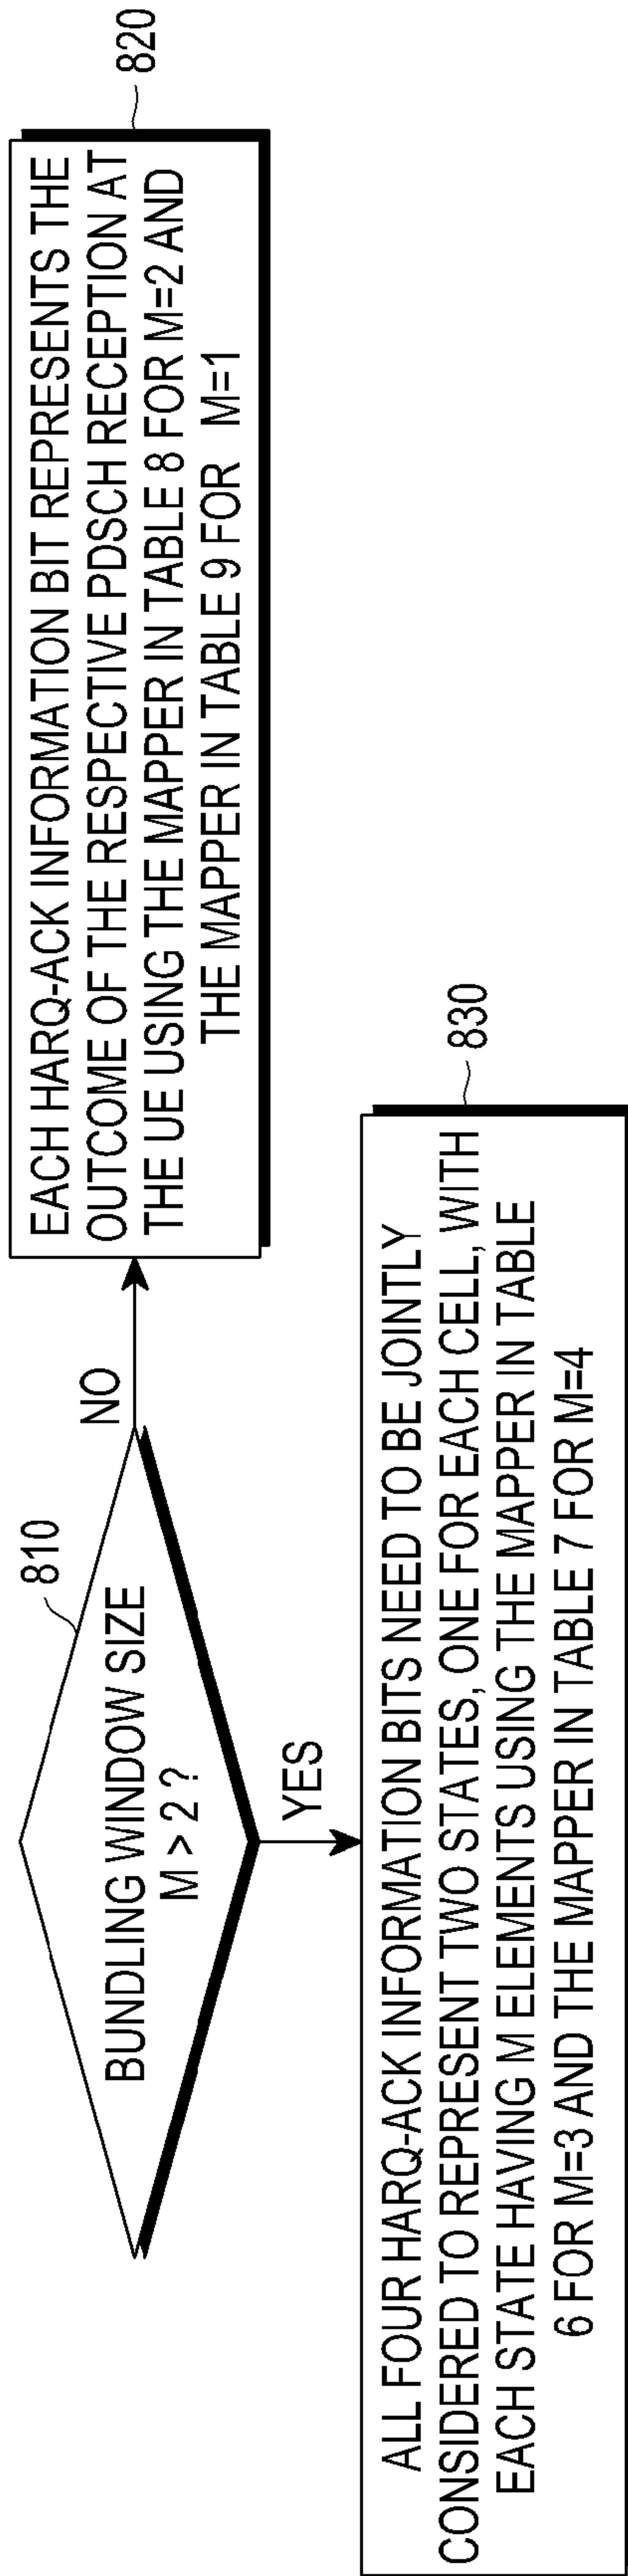 810
BUNDLING WINDOW SIZE
M > 2 ?
NO
820
EACH HARQ-ACK INFORMATION BIT REPRESENTS THE
OUTCOME OF THE RESPECTIVE PDSCH RECEPTION AT
THE UE USING THE MAPPER IN TABLE 8 FOR M=2 AND
THE MAPPER IN TABLE 9 FOR M=1
YES
830
ALL FOUR HARQ-ACK INFORMATION BITS NEED TO BE JOINTLY
CONSIDERED TO REPRESENT TWO STATES, ONE FOR EACH CELL, WITH
EACH STATE HAVING M ELEMENTS USING THE MAPPER IN TABLE
6 FOR M=3 AND THE MAPPER IN TABLE 7 FOR M=4